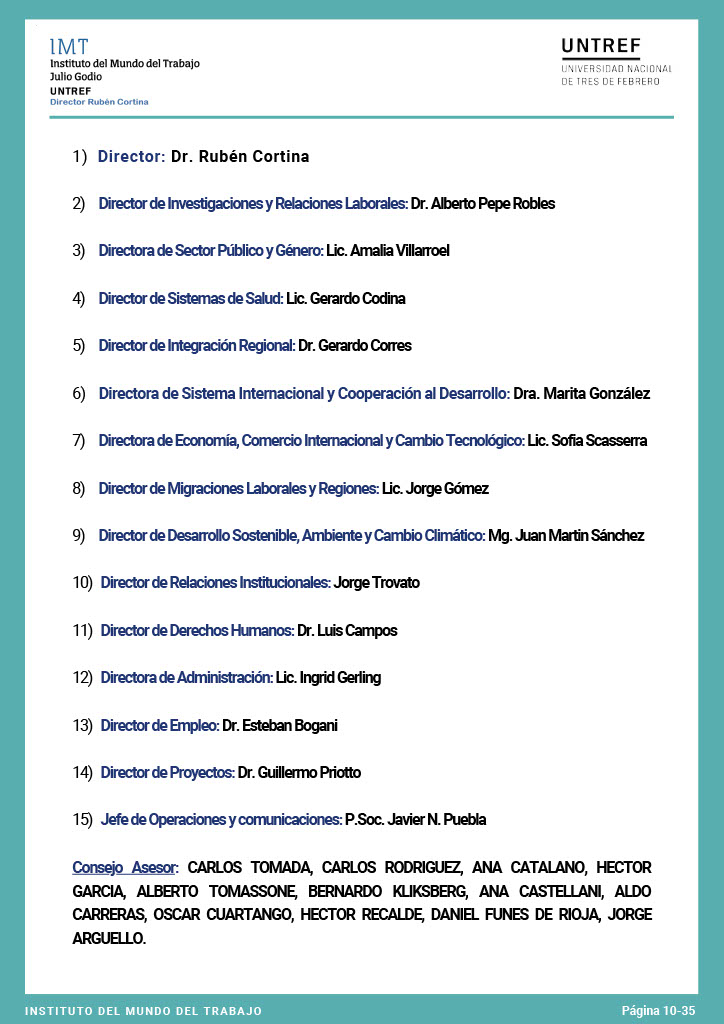 IMT
Instituto del Mundo del Trabajo
Julio Godio
UNTREF
Director Rubén Cortina
UNTREF
UNIVERSIDAD NACIONAL
DE TRES DE FEBRERO
1) Director: Dr. Rubén Cortina
2) Director de Investigaciones y Relaciones Laborales: Dr. Alberto Pepe Robles
3) Directora de Sector Público y Género: Lic. Amalia Villarroel
4) Director de Sistemas de Salud: Lic. Gerardo Codina
5) Director de Integración Regional: Dr. Gerardo Corres
6) Directora de Sistema Internacional y Cooperación al Desarrollo: Dra. Marita González
7) Directora de Economía, Comercio Internacional y Cambio Tecnológico: Lic. Sofia Scasserra
8) Director de Migraciones Laborales y Regiones: Lic. Jorge Gómez
9) Director de Desarrollo Sostenible, Ambiente y Cambio Climático: Mg. Juan Martin Sánchez
10) Director de Relaciones Institucionales: Jorge Trovato
11) Director de Derechos Humanos: Dr. Luis Campos
12) Directora de Administración: Lic. Ingrid Gerling
13) Director de Empleo: Dr. Esteban Bogani
14) Director de Proyectos: Dr. Guillermo Priotto
15) Jefe de Operaciones y comunicaciones: P.Soc. Javier N. Puebla
Consejo Asesor: CARLOS TOMADA, CARLOS RODRIGUEZ, ANA CATALANO, HECTOR
GARCIA, ALBERTO TOMASSONE, BERNARDO KLIKSBERG, ANA CASTELLANI, ALDO
CARRERAS, OSCAR CUARTANGO, HECTOR RECALDE, DANIEL FUNES DE RIOJA, JORGE
ARGUELLO.
INSTITUTO DEL MUNDO DEL TRABAJO
Página 10-35